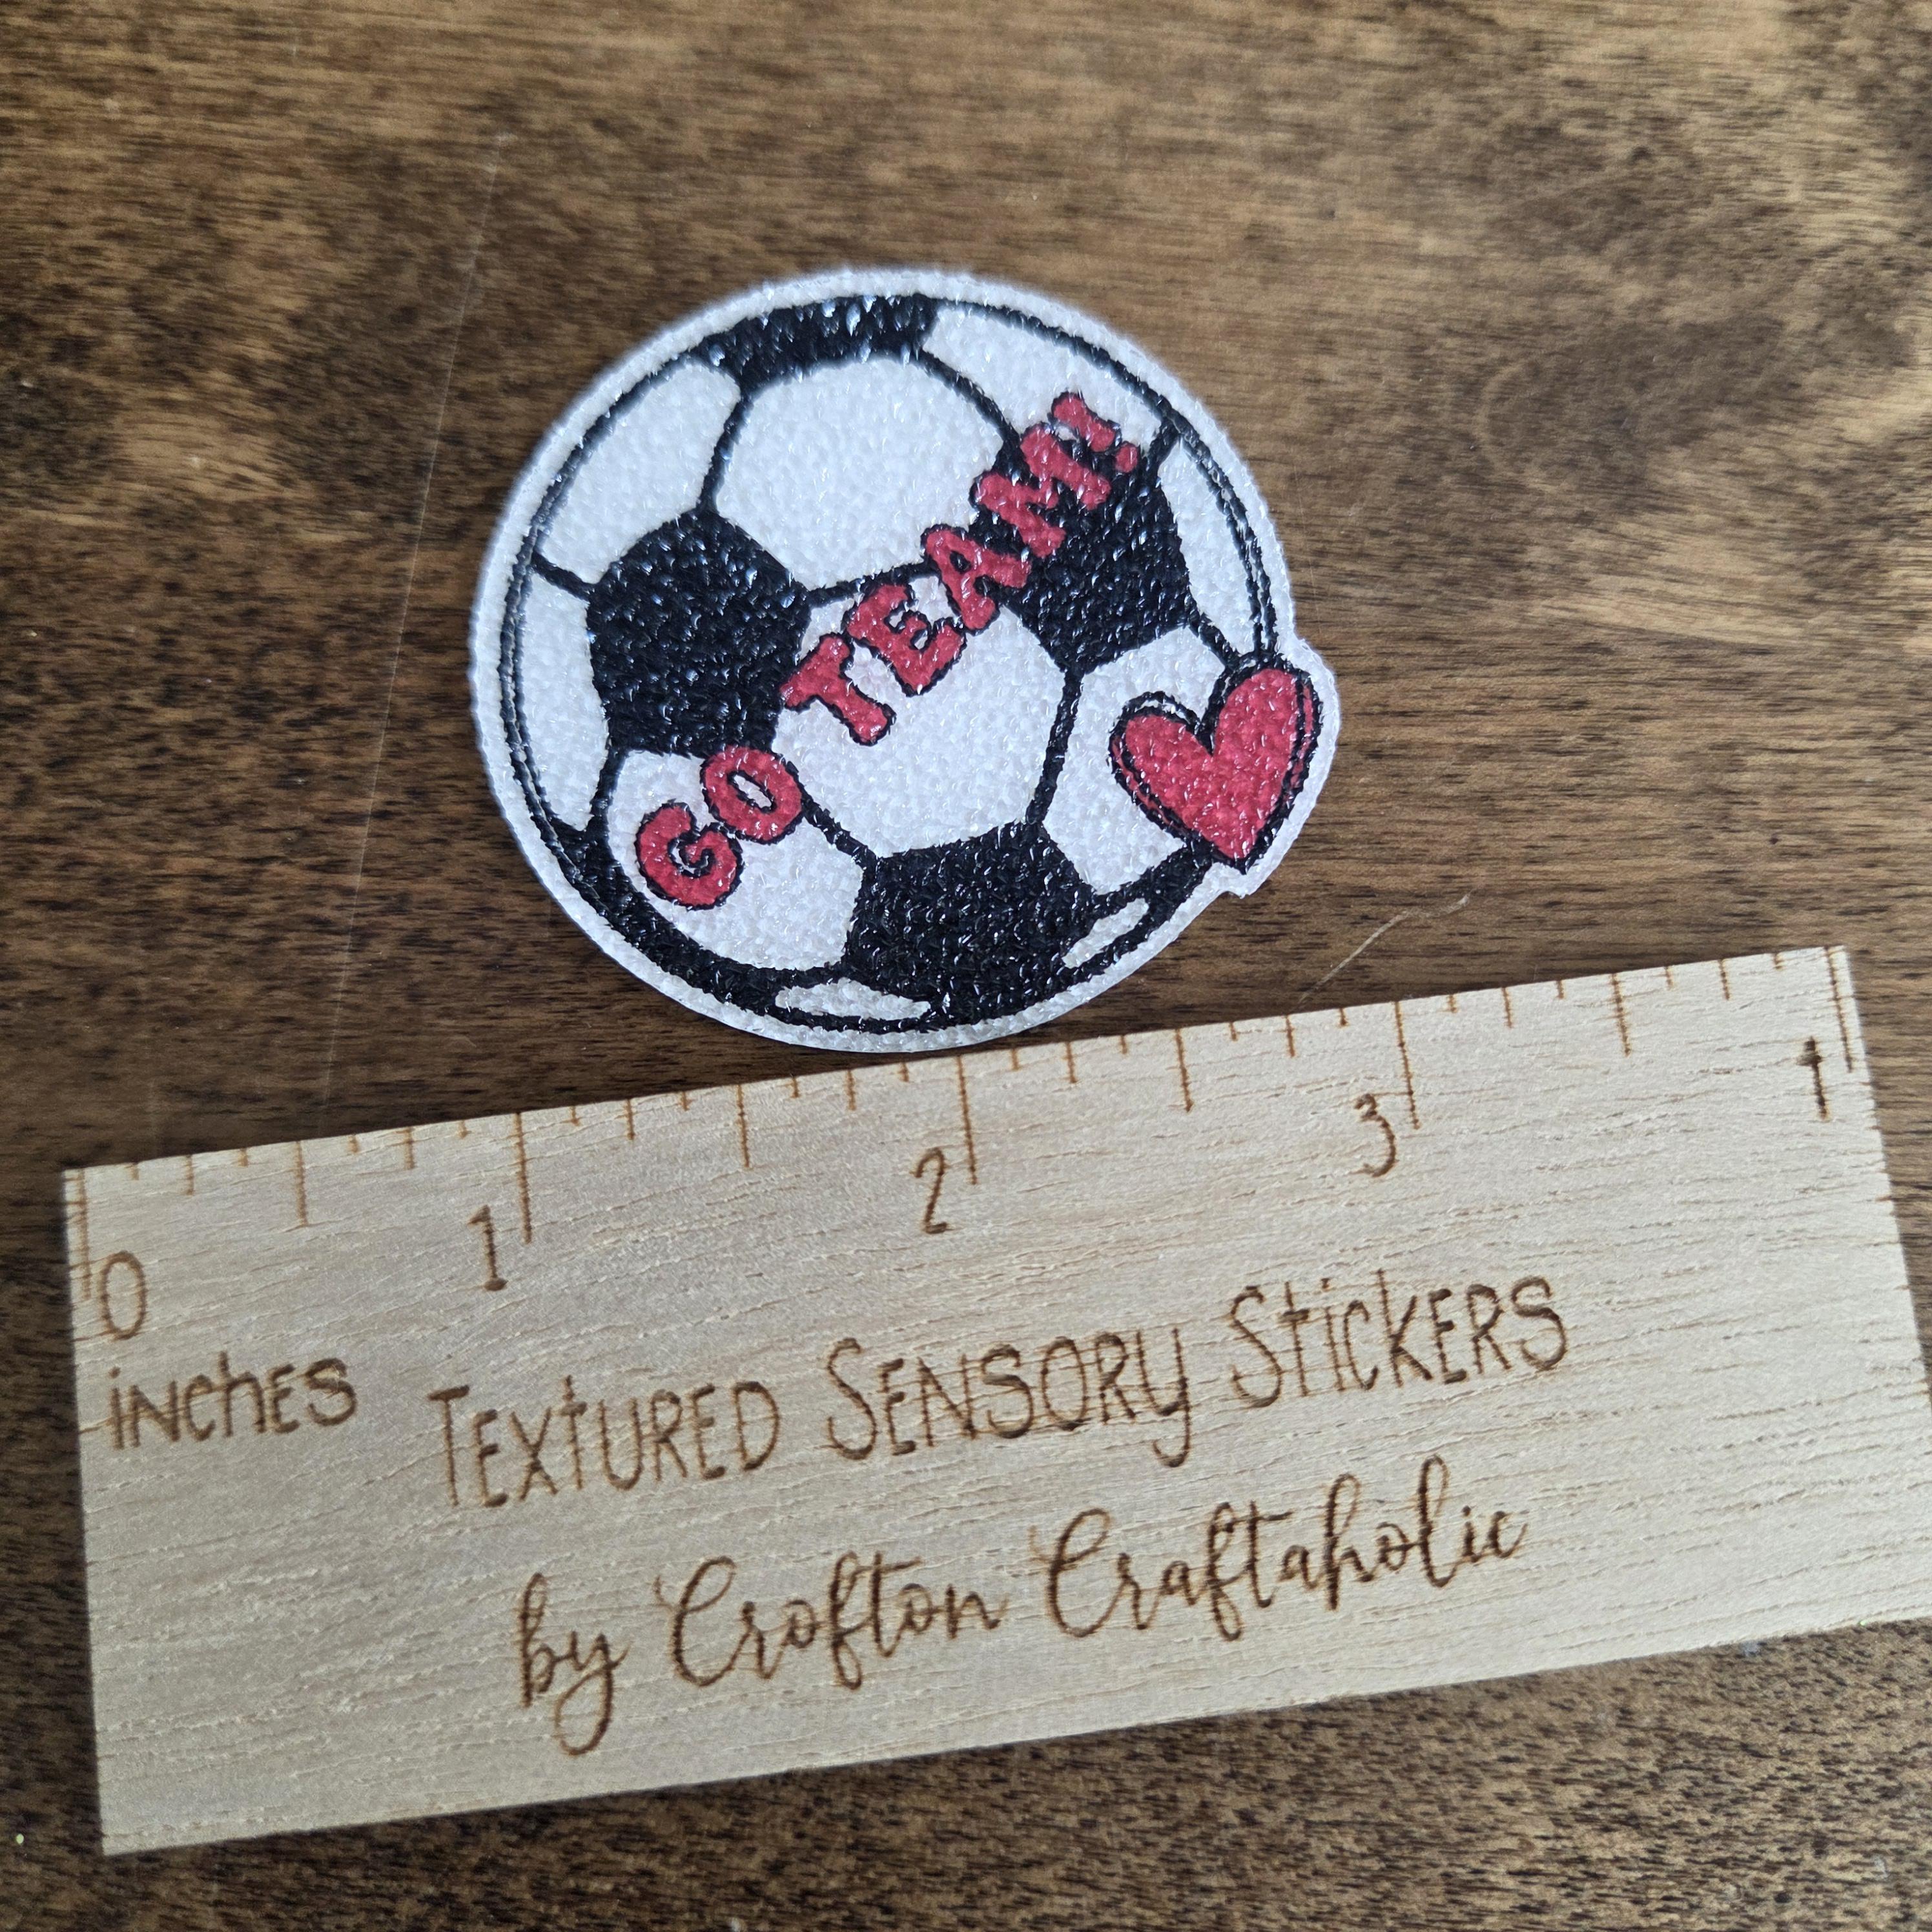 GO TEAM!
0 1 2 3 4
inches
Textured Sensory Stickers
by Crofton Craftaholic